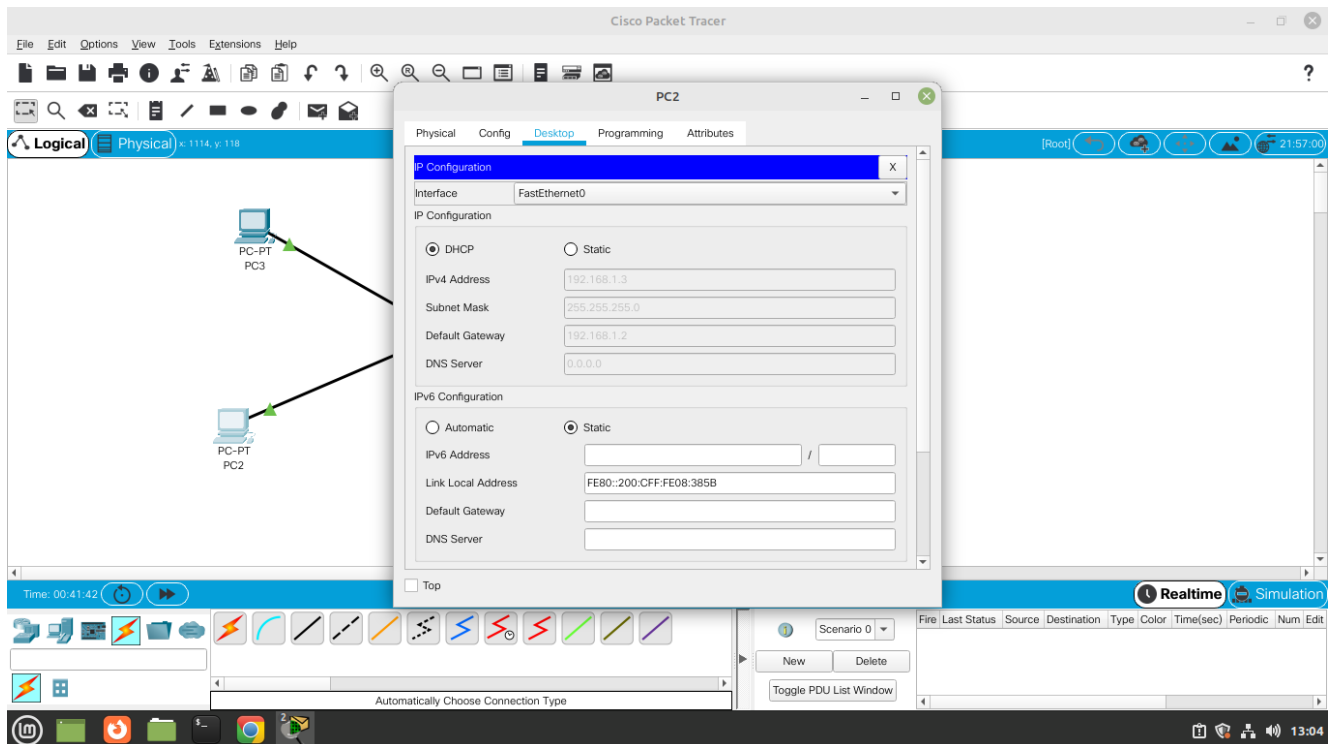 Cisco Packet Tracer
File Edit Options View Tools Extensions Help
?
PC2
Physical Config Desktop Programming Attributes
Logical Physical x: 1114, y: 118
[Root] 21:57:00
IP Configuration X
Interface FastEthernet0
IP Configuration
DHCP Static
IPv4 Address 192.168.1.3
Subnet Mask 255.255.255.0
Default Gateway 192.168.1.2
DNS Server 0.0.0.0
IPv6 Configuration
Automatic Static
IPv6 Address /
Link Local Address FE80::200:CFF:FE08:385B
Default Gateway
DNS Server
Top
PC-PT
PC3
PC-PT
PC2
Time: 00:41:42
Realtime Simulation
Scenario 0
New Delete
Toggle PDU List Window
Fire Last Status Source Destination Type Color Time(sec) Periodic Num Edit
Automatically Choose Connection Type
2
13:04